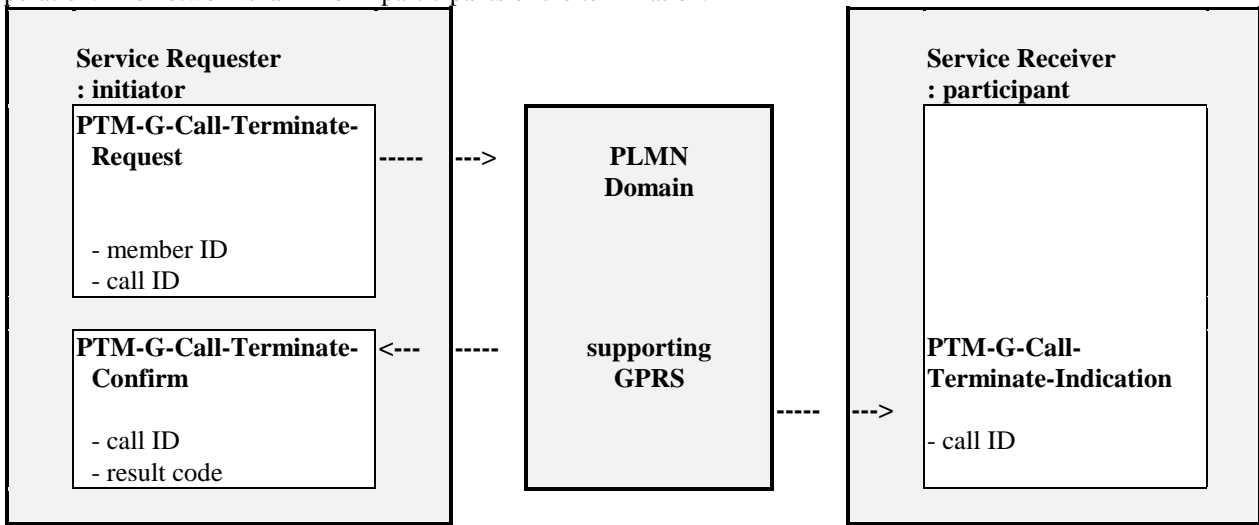 Service Requester
: initiator
PTM-G-Call-Terminate-
Request
- member ID
- call ID
----- --->
PTM-G-Call-Terminate-
Confirm
- call ID
- result code
<--- -----
PLMN
Domain
supporting
GPRS
----- --->
Service Receiver
: participant
PTM-G-Call-
Terminate-Indication
- call ID